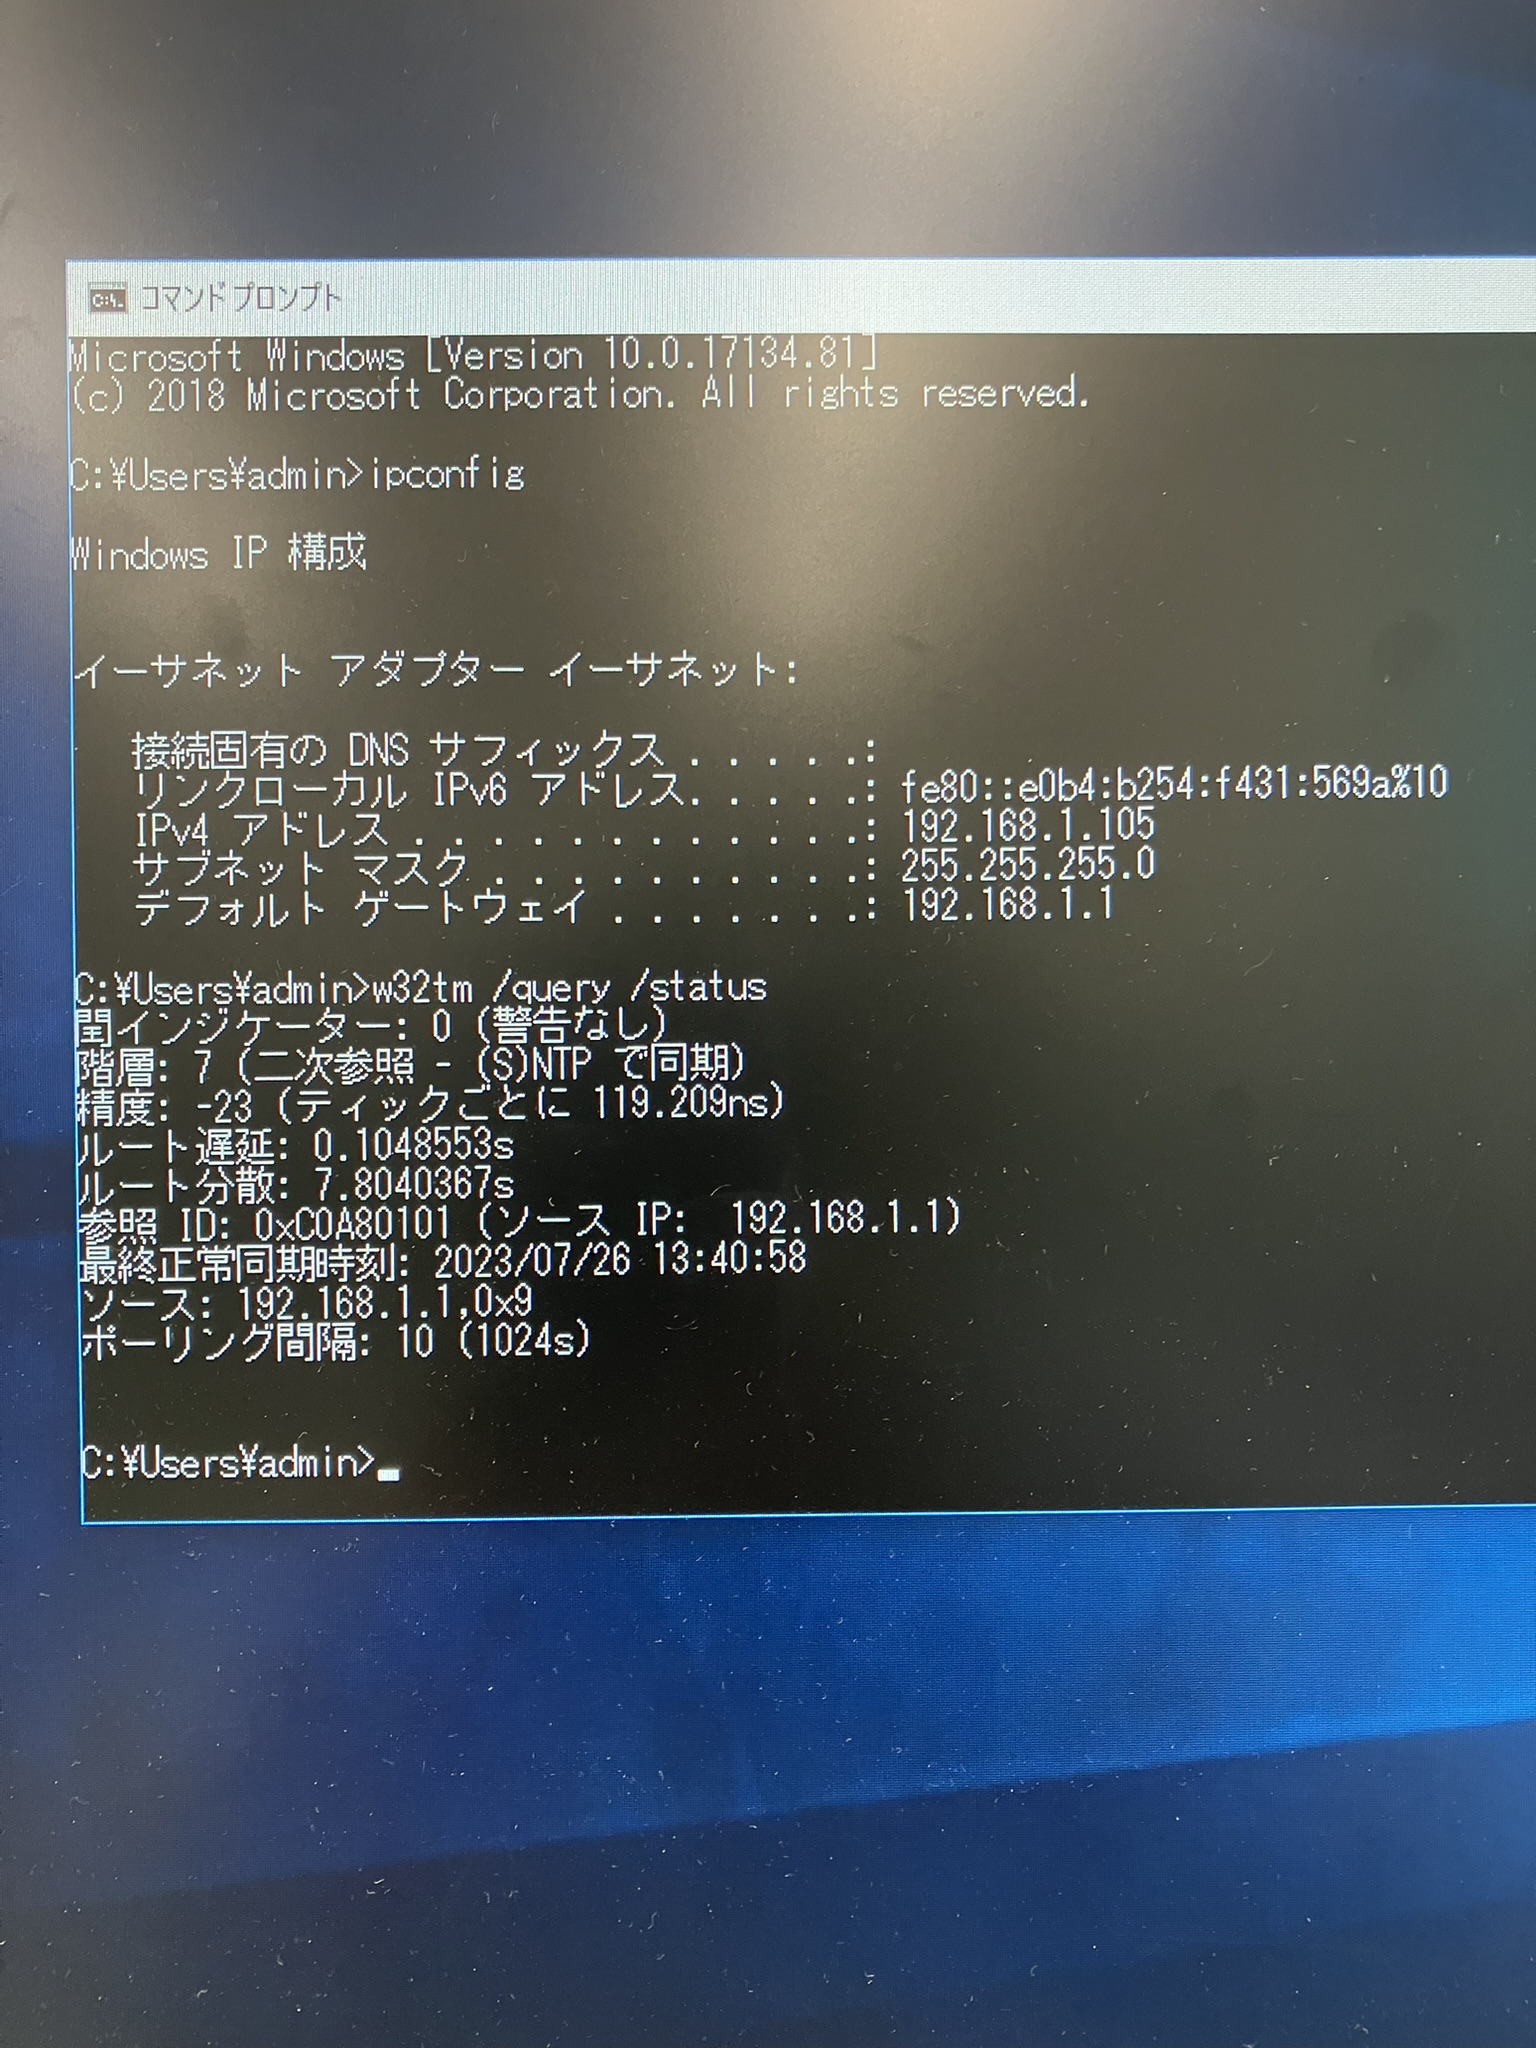 コマンド プロンプト
Microsoft Windows [Version 10.0.17134.81]
(c) 2018 Microsoft Corporation. All rights reserved.
C:¥Users¥admin>ipconfig
Windows IP 構成
イーサネット アダプター イーサネット:
接続固有の DNS サフィックス . . . . .:
リンクローカル IPv6 アドレス. . . . .: fe80::e0b4:b254:f431:569a%10
IPv4 アドレス . . . . . . . . . . . .: 192.168.1.105
サブネット マスク . . . . . . . . . .: 255.255.255.0
デフォルト ゲートウェイ . . . . . . .: 192.168.1.1
C:¥Users¥admin>w32tm /query /status
閏インジケーター: 0 (警告なし)
階層: 7 (二次参照 - (S)NTP で同期)
精度: -23 (ティックごとに 119.209ns)
ルート遅延: 0.1048553s
ルート分散: 7.8040367s
参照 ID: 0xC0A80101 (ソース IP:  192.168.1.1)
最終正常同期時刻: 2023/07/26 13:40:58
ソース: 192.168.1.1,0x9
ポーリング間隔: 10 (1024s)
C:¥Users¥admin>